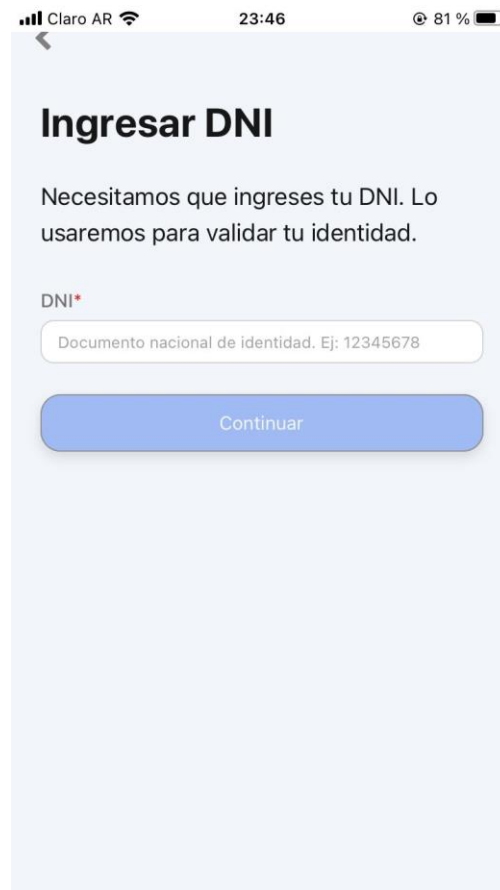 Claro AR
23:46
81 %
Ingresar DNI
Necesitamos que ingreses tu DNI. Lo
usaremos para validar tu identidad.
DNI*
Documento nacional de identidad. Ej: 12345678
Continuar